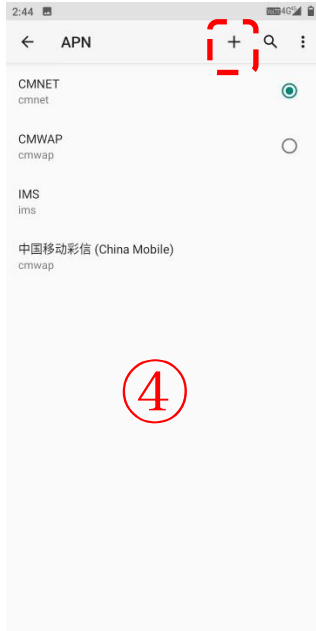 2:44 VoLTE 4G
APN
CMNET
cmnet
CMWAP
cmwap
IMS
ims
中国移动彩信 (China Mobile)
cmwap
④